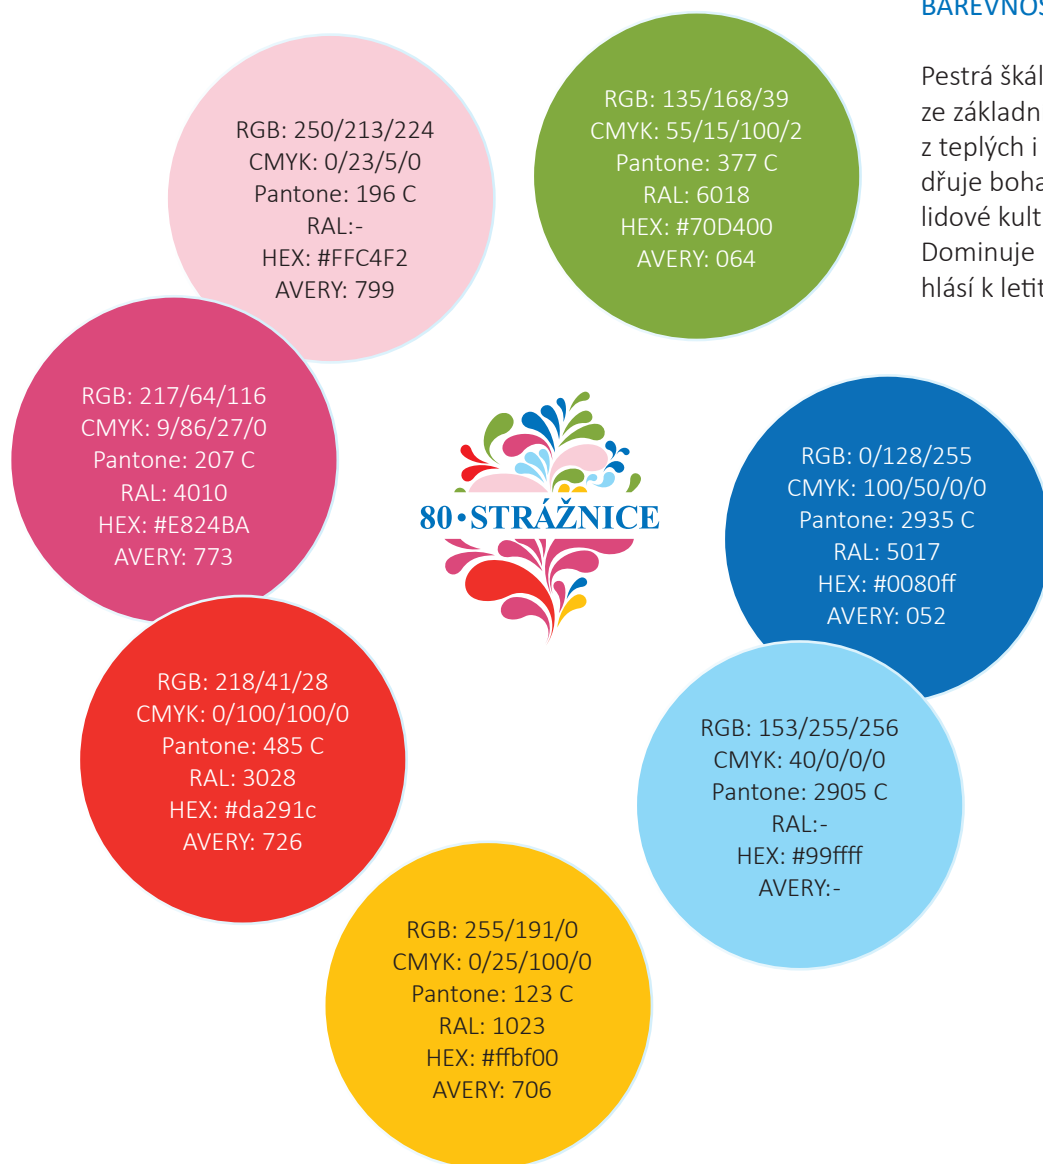 BAREVNOS
Pestrá škál
ze základn
z teplých i
dřuje boha
lidové kult
Dominuje
hlásí k letit
RGB: 250/213/224
CMYK: 0/23/5/0
Pantone: 196 C
RAL:-
HEX: #FFC4F2
AVERY: 799
RGB: 135/168/39
CMYK: 55/15/100/2
Pantone: 377 C
RAL: 6018
HEX: #70D400
AVERY: 064
RGB: 217/64/116
CMYK: 9/86/27/0
Pantone: 207 C
RAL: 4010
HEX: #E824BA
AVERY: 773
80·STRÁŽNICE
RGB: 0/128/255
CMYK: 100/50/0/0
Pantone: 2935 C
RAL: 5017
HEX: #0080ff
AVERY: 052
RGB: 218/41/28
CMYK: 0/100/100/0
Pantone: 485 C
RAL: 3028
HEX: #da291c
AVERY: 726
RGB: 153/255/256
CMYK: 40/0/0/0
Pantone: 2905 C
RAL:-
HEX: #99ffff
AVERY:-
RGB: 255/191/0
CMYK: 0/25/100/0
Pantone: 123 C
RAL: 1023
HEX: #ffbf00
AVERY: 706